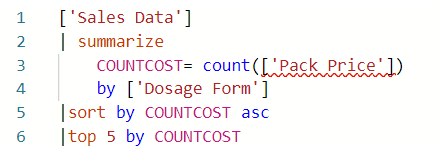 1 ['Sales Data']
2 | summarize
3 COUNTCOST= count(['Pack Price'])
4 by ['Dosage Form']
5 |sort by COUNTCOST asc
6 |top 5 by COUNTCOST